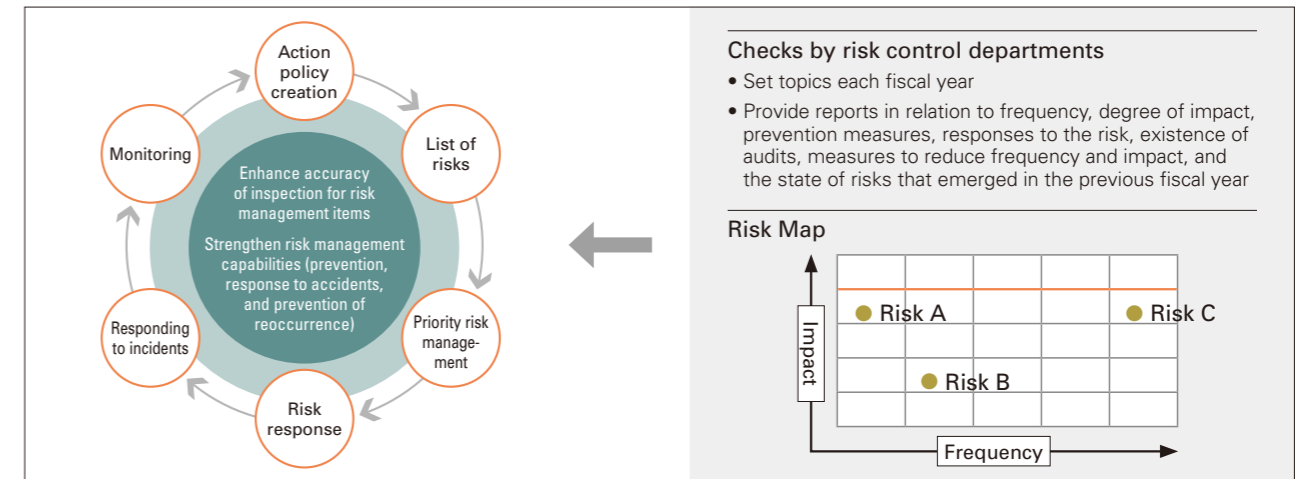 Action
policy
creation
List of
risks
Priority risk
manage-
ment
Risk
response
Responding
to incidents
Monitoring
Enhance accuracy
of inspection for risk
management items
Strengthen risk management
capabilities (prevention,
response to accidents,
and prevention of
reoccurrence)
Checks by risk control departments
• Set topics each fiscal year
• Provide reports in relation to frequency, degree of impact,
prevention measures, responses to the risk, existence of
audits, measures to reduce frequency and impact, and
the state of risks that emerged in the previous fiscal year
Risk Map
Impact
Risk A
Risk C
Risk B
Frequency